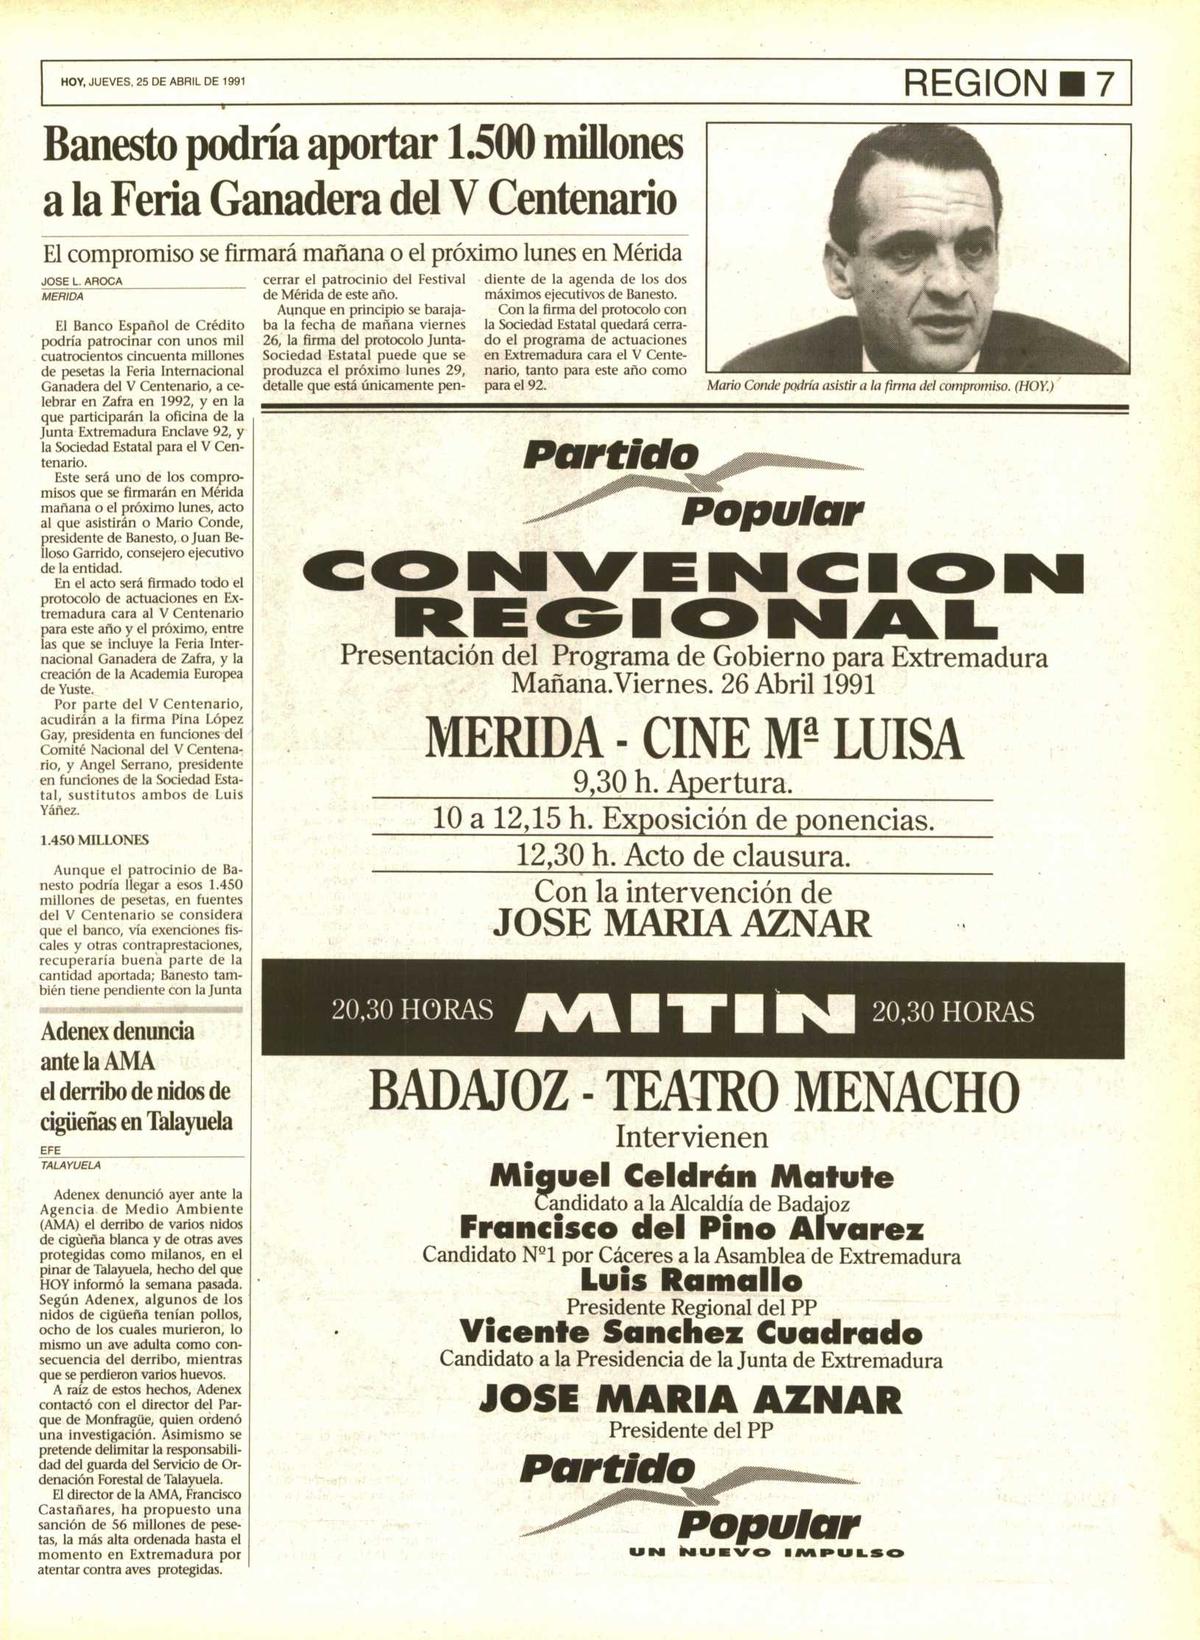 HOY, JUEVES, 25 DE ABRIL DE 1991
REGION ■ 7
Banesto podría aportar 1.500 millones
a la Feria Ganadera del V Centenario
El compromiso se firmará mañana o el próximo lunes en Mérida
JOSE L. AROCA
MERIDA
El Banco Español de Crédito
podría patrocinar con unos mil
cuatrocientos cincuenta millones
de pesetas la Feria Internacional
Ganadera del V Centenario, a ce-
lebrar en Zafra en 1992, y en la
que participarán la oficina de la
Junta Extremadura Enclave 92, y
la Sociedad Estatal para el V Cen-
tenario.
Este será uno de los compro-
misos que se firmarán en Mérida
mañana o el próximo lunes, acto
al que asistirán o Mario Conde,
presidente de Banesto, o Juan Be-
lloso Garrido, consejero ejecutivo
de la entidad.
En el acto será firmado todo el
protocolo de actuaciones en Ex-
tremadura cara al V Centenario
para este año y el próximo, entre
las que se incluye la Feria Inter-
nacional Ganadera de Zafra, y la
creación de la Academia Europea
de Yuste.
Por parte del V Centenario,
acudirán a la firma Pina López
Gay, presidenta en funciones del
Comité Nacional del V Centena-
rio, y Angel Serrano, presidente
en funciones de la Sociedad Esta-
tal, sustitutos ambos de Luis
Yáñez.
1.450 MILLONES
Aunque el patrocinio de Ba-
nesto podría llegar a esos 1.450
millones de pesetas, en fuentes
del V Centenario se considera
que el banco, vía exenciones fis-
cales y otras contraprestaciones,
recuperaría buena parte de la
cantidad aportada; Banesto tam-
bién tiene pendiente con la Junta
cerrar el patrocinio del Festival
de Mérida de este año.
Aunque en principio se baraja-
ba la fecha de mañana viernes
26, la firma del protocolo Junta-
Sociedad Estatal puede que se
produzca el próximo lunes 29,
detalle que está únicamente pen-
diente de la agenda de los dos
máximos ejecutivos de Banesto.
Con la firma del protocolo con
la Sociedad Estatal quedará cerra-
do el programa de actuaciones
en Extremadura cara el V Cente-
nario, tanto para este año como
para el 92.
Mario Conde podría asistir a la firma del compromiso. (HOY.)
Adenex denuncia
ante la AMA
el derribo de nidos de
cigüeñas en Talayuela
EFE
TALAYUELA
Adenex denunció ayer ante la
Agencia de Medio Ambiente
(AMA) el derribo de varios nidos
de cigüeña blanca y de otras aves
protegidas como milanos, en el
pinar de Talayuela, hecho del que
HOY informó la semana pasada.
Según Adenex, algunos de los
nidos de cigüeña tenían pollos,
ocho de los cuales murieron, lo
mismo un ave adulta como con-
secuencia del derribo, mientras
que se perdieron varios huevos.
A raíz de estos hechos, Adenex
contactó con el director del Par-
que de Monfragüe, quien ordenó
una investigación. Asimismo se
pretende delimitar la responsabili-
dad del guarda del Servicio de Or-
denación Forestal de Talayuela.
El director de la AMA, Francisco
Castañares, ha propuesto una
sanción de 56 millones de pese-
tas, la más alta ordenada hasta el
momento en Extremadura por
atentar contra aves protegidas.
Partido
Popular
CONVENCION
REGIONAL
Presentación del Programa de Gobierno para Extremadura
Mañana.Viernes. 26 Abril 1991
MERIDA - CINE Mª LUISA
9,30 h. Apertura.
10 a 12,15 h. Exposición de ponencias.
12,30 h. Acto de clausura.
Con la intervención de
JOSE MARIA AZNAR
20,30 HORAS MITIN 20,30 HORAS
BADAJOZ - TEATRO MENACHO
Intervienen
Miguel Celdrán Matute
Candidato a la Alcaldía de Badajoz
Francisco del Pino Alvarez
Candidato Nº1 por Cáceres a la Asamblea de Extremadura
Luis Ramallo
Presidente Regional del PP
Vicente Sanchez Cuadrado
Candidato a la Presidencia de la Junta de Extremadura
JOSE MARIA AZNAR
Presidente del PP
Partido
Popular
UN NUEVO IMPULSO